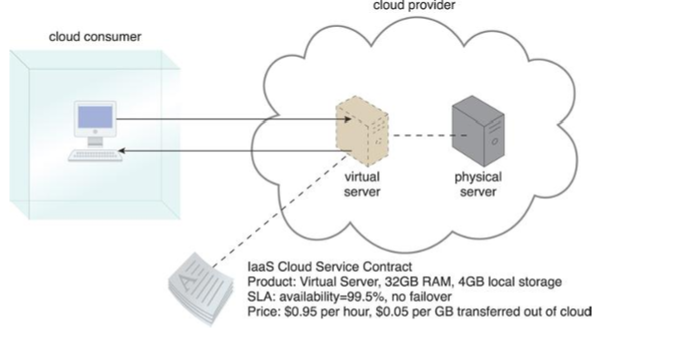 cloud provider
cloud consumer
virtual
server
physical
server
IaaS Cloud Service Contract
Product: Virtual Server, 32GB RAM, 4GB local storage
SLA: availability=99.5%, no failover
Price: $0.95 per hour, $0.05 per GB transferred out of cloud